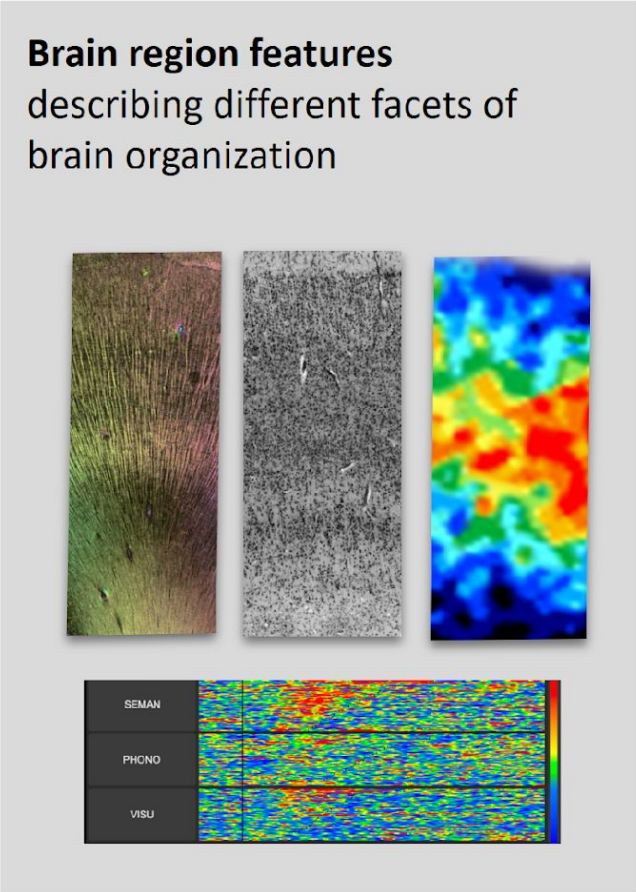 Brain region features
describing different facets of
brain organization
SEMAN
PHONO
VISU